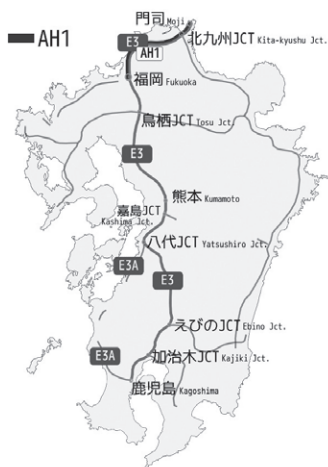 門司 Moji
AH1
E3
北九州JCT Kita-kyushu Jct.
AH1
福岡 Fukuoka
鳥栖JCT Tosu Jct.
E3
熊本 Kumamoto
嘉島JCT
Kashima Jct.
八代JCT Yatsushiro Jct.
E3A
E3
えびのJCT Ebino Jct.
E3A
加治木JCT Kajiki Jct.
鹿児島 Kagoshima